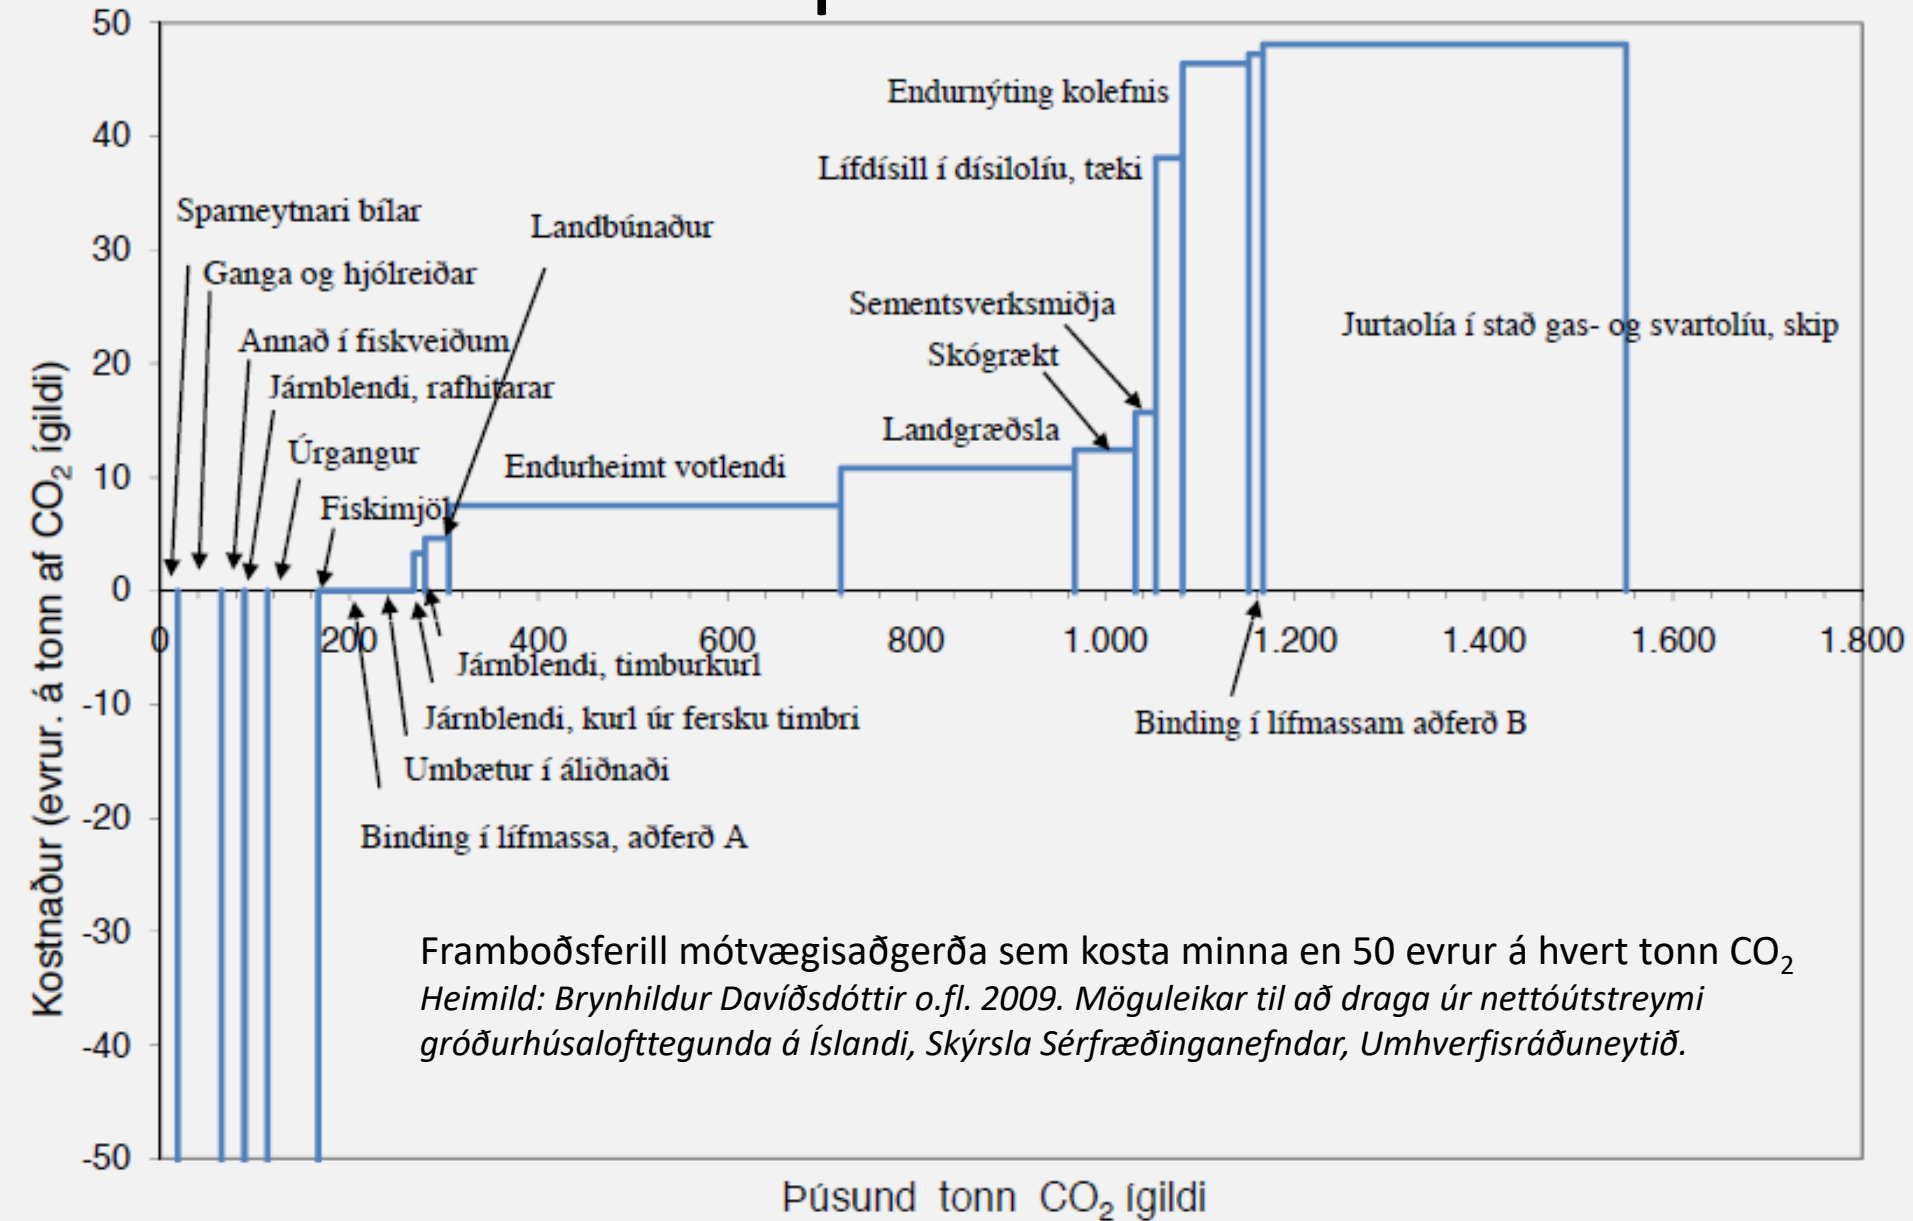 50
40
30
20
10
0
-10
-20
-30
-40
-50
Kostnaður (evrur. á tonn af CO₂ ígildi)
Endurnýting kolefnis
Lífdísill í dísilolíu, tæki
Sparneytnari bílar
Landbúnaður
Ganga og hjólreiðar
Sementsverksmiðja
Jurtaolía í stað gas- og svartolíu, skip
Annað í fiskveiðum
Skógrækt
Járnblendi, rafhitarar
Landgræðsla
Úrgangur
Endurheimt votlendi
Fiskimjöl
0 200 400 600 800 1.000 1.200 1.400 1.600 1.800
Járnblendi, timburkurl
Járnblendi, kurl úr fersku timbri
Binding í lífmassam aðferð B
Umbætur í áliðnaði
Binding í lífmassa, aðferð A
Framboðsferill mótvægisaðgerða sem kosta minna en 50 evrur á hvert tonn CO₂
Heimild: Brynhildur Davíðsdóttir o.fl. 2009. Möguleikar til að draga úr nettóútstreymi
gróðurhúsalofttegunda á Íslandi, Skýrsla Sérfræðinganefndar, Umhverfisráðuneytið.
Þúsund tonn CO₂ ígildi